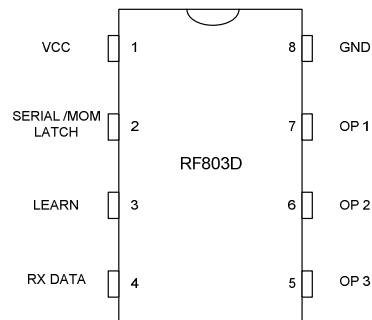 VCC 1 8 GND
SERIAL /MOM
LATCH 2 7 OP 1
RF803D
LEARN 3 6 OP 2
RX DATA 4 5 OP 3